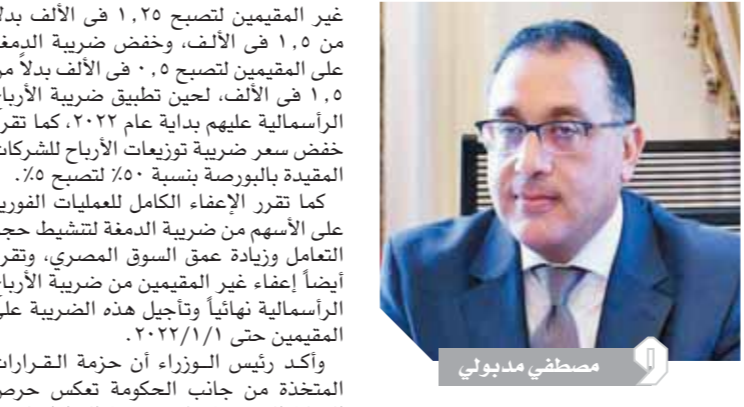 غير المقيمين لتصبح ١,٢٥ فى الألف بدلاً
من ١,٥ فى الألف، وخفض ضريبة الدمغة
على المقيمين لتصبح ٠,٥ فى الألف بدلاً من
١,٥ فى الألف، لحين تطبيق ضريبة الأرباح
الرأسمالية عليهم بداية عام ٢٠٢٢، كما تقرر
خفض سعر ضريبة توزيعات الأرباح للشركات
المقيدة بالبورصة بنسبة ٥٠٪ لتصبح ٥٪.
كما تقرر الإعفاء الكامل للعمليات الفورية
على الأسهم من ضريبة الدمغة لتنشيط حجم
التعامل وزيادة عمق السوق المصري، وتقرر
أيضاً إعفاء غير المقيمين من ضريبة الأرباح
الرأسمالية نهائياً وتأجيل هذه الضريبة على
المقيمين حتى ٢٠٢٢/١/١.
وأكد رئيس الـوزراء أن حزمة الـقـرارات
المتخذة من جانب الحكومة تعكس حرص
مصطفي مدبولي